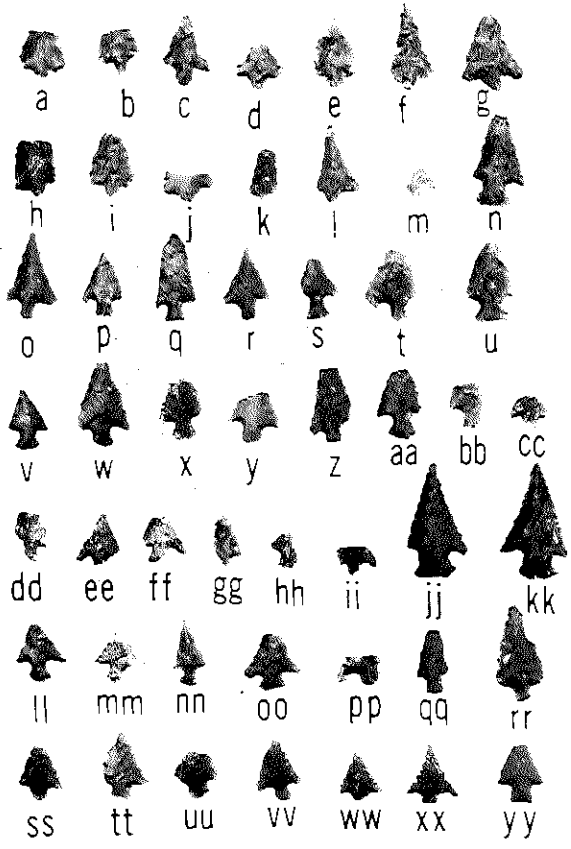 a b c d e f g
h i j k l m n
o p q r s t u
v w x y z aa bb cc
dd ee ff gg hh ii jj kk
ll mm nn oo pp qq rr
ss tt uu vv ww xx yy